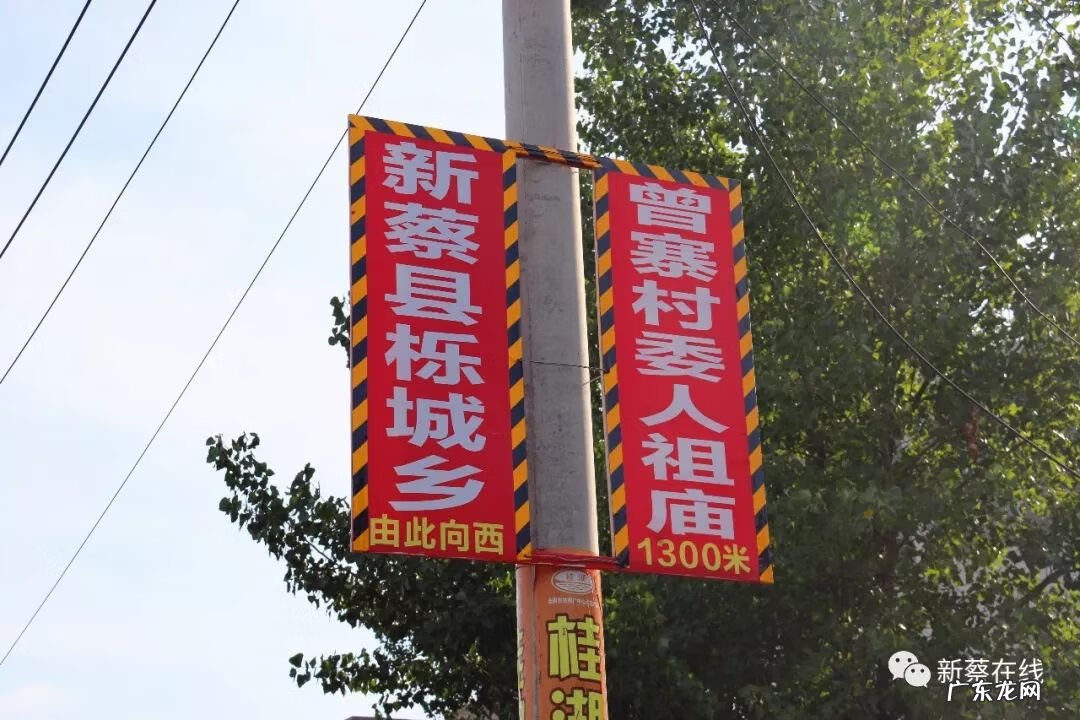 新蔡县栎城乡
由此向西
曾寨村委人祖庙
1300米
桂湖
新蔡在线
广东龙网